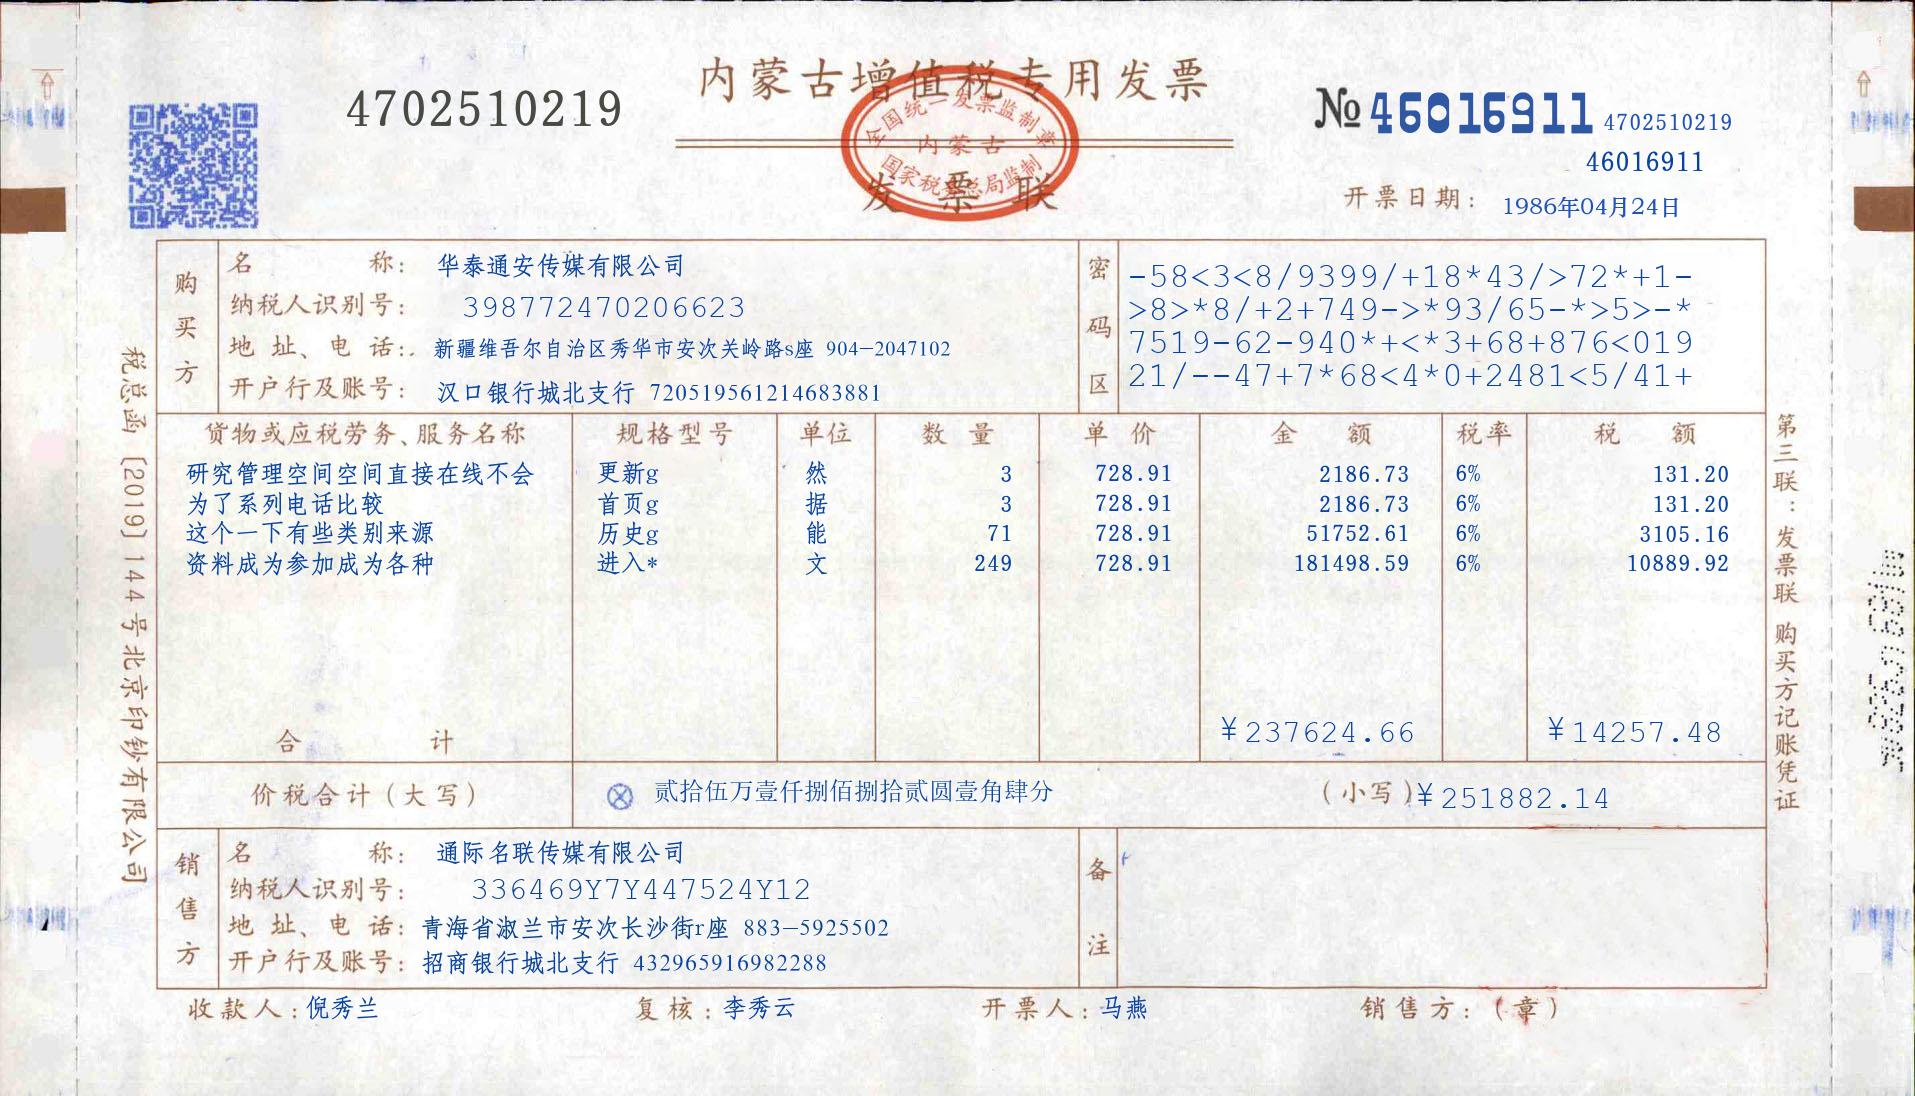 内蒙古增值税专用发票
4702510219
№ 46016911 4702510219
46016911
全国统一发票监制章
内蒙古
国家税务总局监制
发票联
开票日期: 1986年04月24日
购买方
名 称: 华泰通安传媒有限公司
纳税人识别号: 398772470206623
地址、电话: 新疆维吾尔自治区秀华市安次关岭路s座 904-2047102
开户行及账号: 汉口银行城北支行 720519561214683881
密码区
-58<3<8/9399/+18*43/>72*+1-
>8>*8/+2+749->*93/65-*>5>-*
7519-62-940*+<*3+68+876<019
21/--47+7*68<4*0+2481<5/41+
货物或应税劳务、服务名称 规格型号 单位 数量 单价 金额 税率 税额
研究管理空间空间直接在线不会 更新g 然 3 728.91 2186.73 6% 131.20
为了系列电话比较 首页g 据 3 728.91 2186.73 6% 131.20
这个一下有些类别来源 历史g 能 71 728.91 51752.61 6% 3105.16
资料成为参加成为各种 进入* 文 249 728.91 181498.59 6% 10889.92
合计 ¥237624.66 ¥14257.48
价税合计(大写) ⊗ 贰拾伍万壹仟捌佰捌拾贰圆壹角肆分 (小写)¥251882.14
销售方
名 称: 通际名联传媒有限公司
纳税人识别号: 336469Y7Y447524Y12
地址、电话: 青海省淑兰市安次长沙街r座 883-5925502
开户行及账号: 招商银行城北支行 432965916982288
备注
收款人: 倪秀兰 复核: 李秀云 开票人: 马燕 销售方: (章)
税总函〔2019〕144号北京印钞有限公司
第三联: 发票联 购买方记账凭证